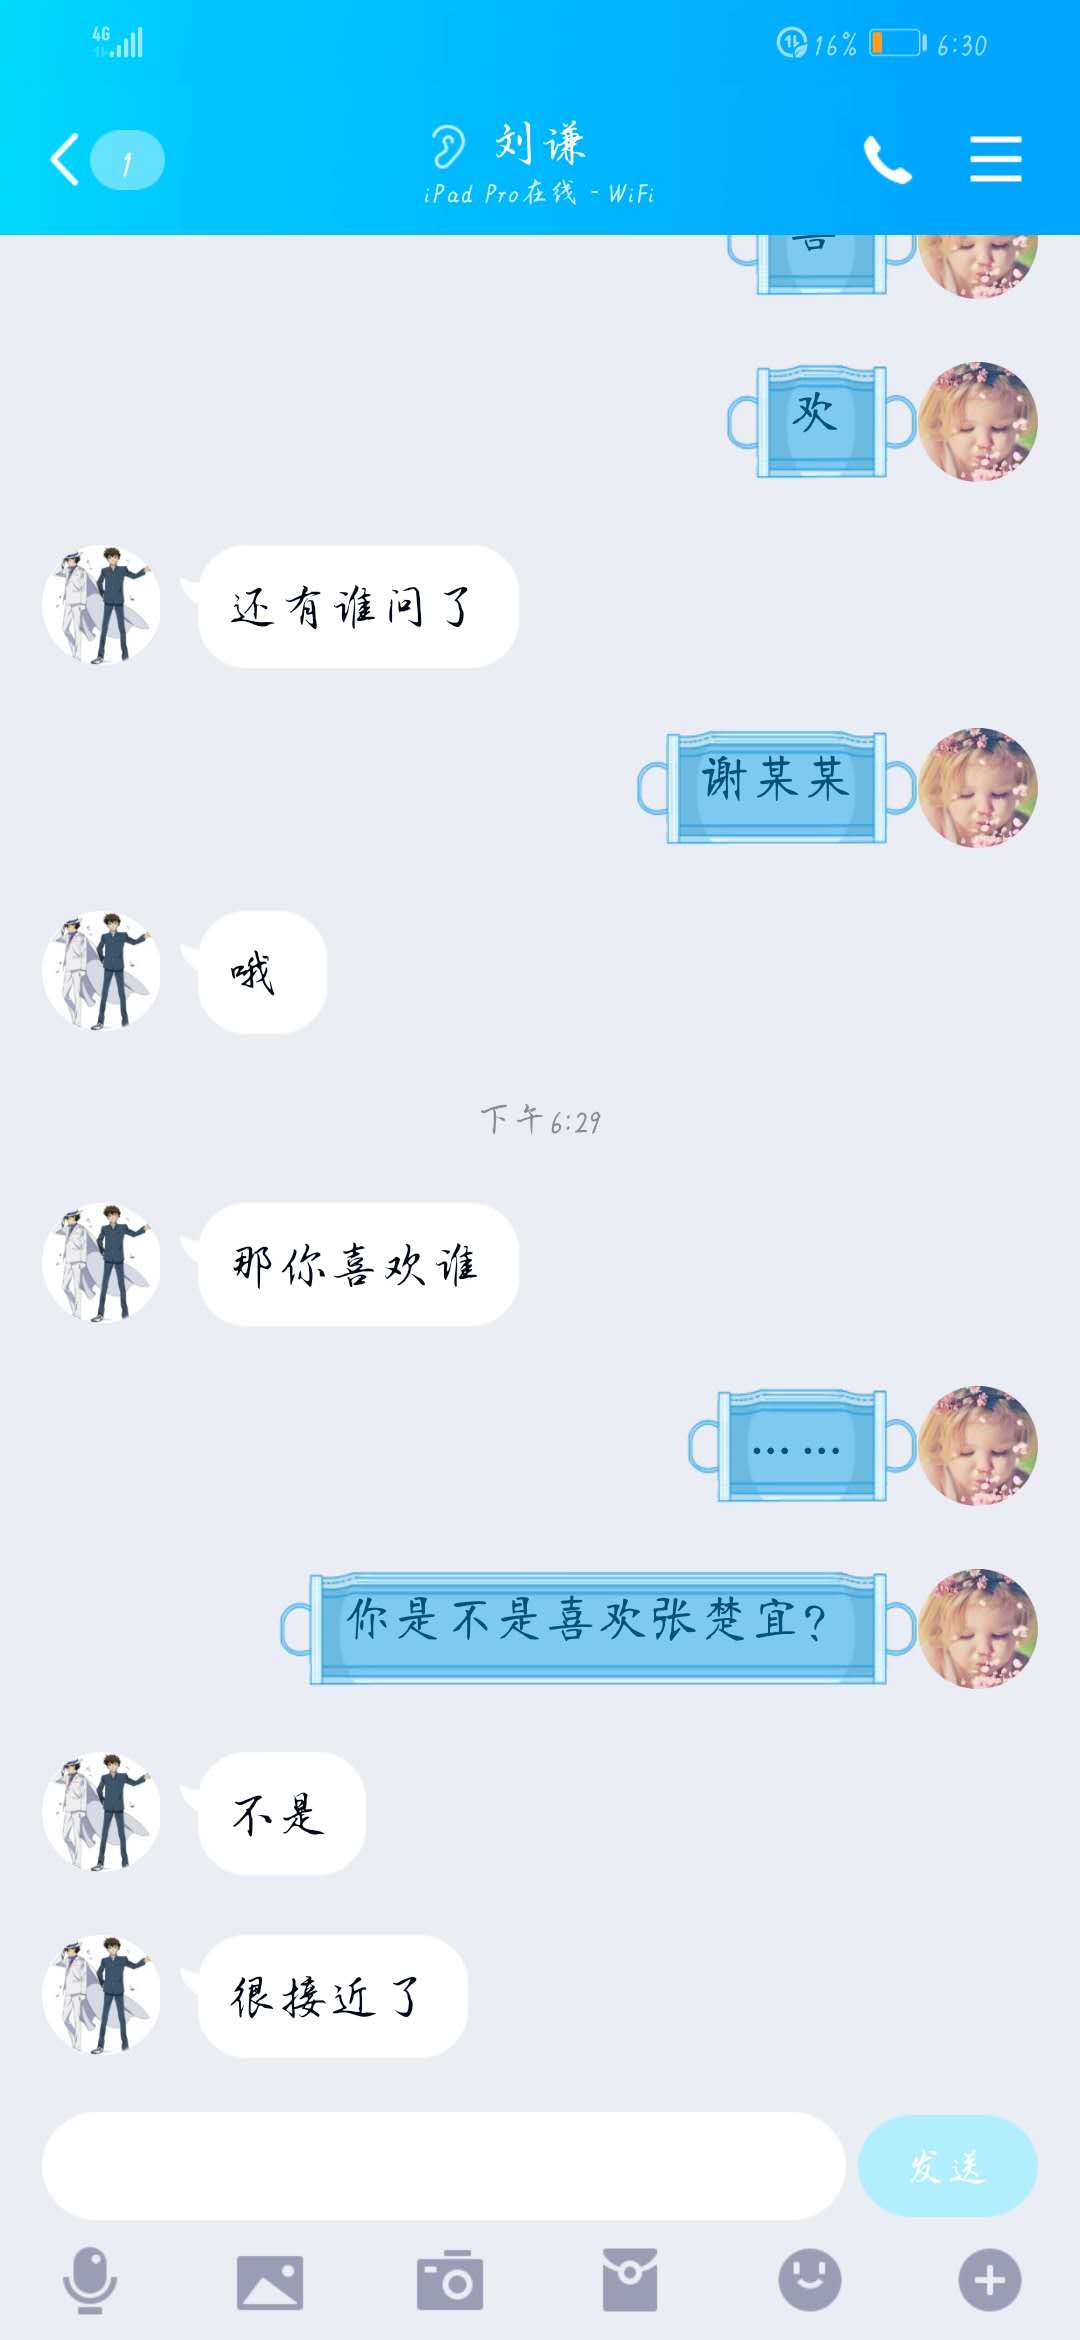 4G
16% 6:30
1
刘谦
iPad Pro在线 - WiFi
喜
欢
还有谁问了
谢某某
哦
下午6:29
那你喜欢谁
……
你是不是喜欢张楚宜?
不是
很接近了
发送